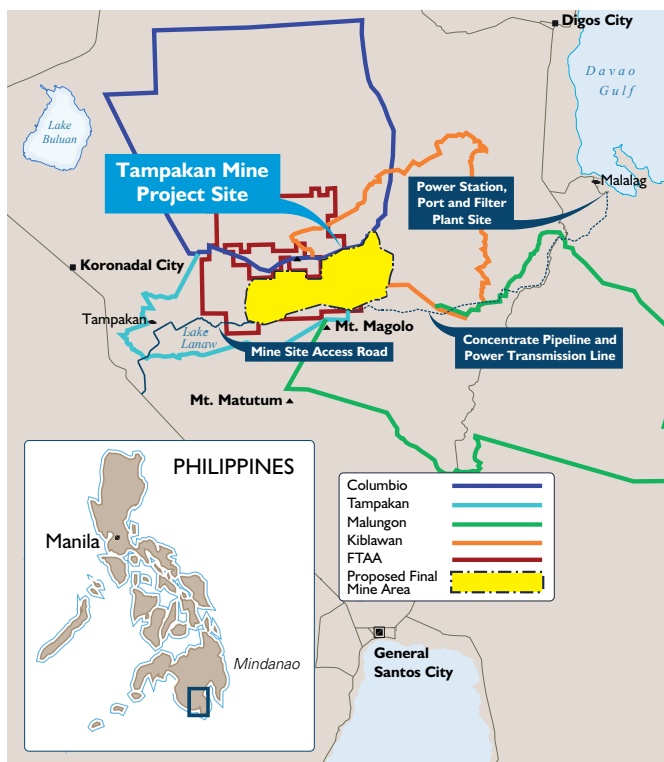 Digos City
Davao
Gulf
Lake
Buluan
Tampakan Mine
Project Site
Power Station,
Port and Filter
Plant Site
Malalag
Koronadal City
Tampakan
Lake
Lanaw
Mt. Magolo
Mine Site Access Road
Concentrate Pipeline and
Power Transmission Line
Mt. Matutum
PHILIPPINES
Manila
Mindanao
Columbio
Tampakan
Malungon
Kiblawan
FTAA
Proposed Final
Mine Area
General
Santos City